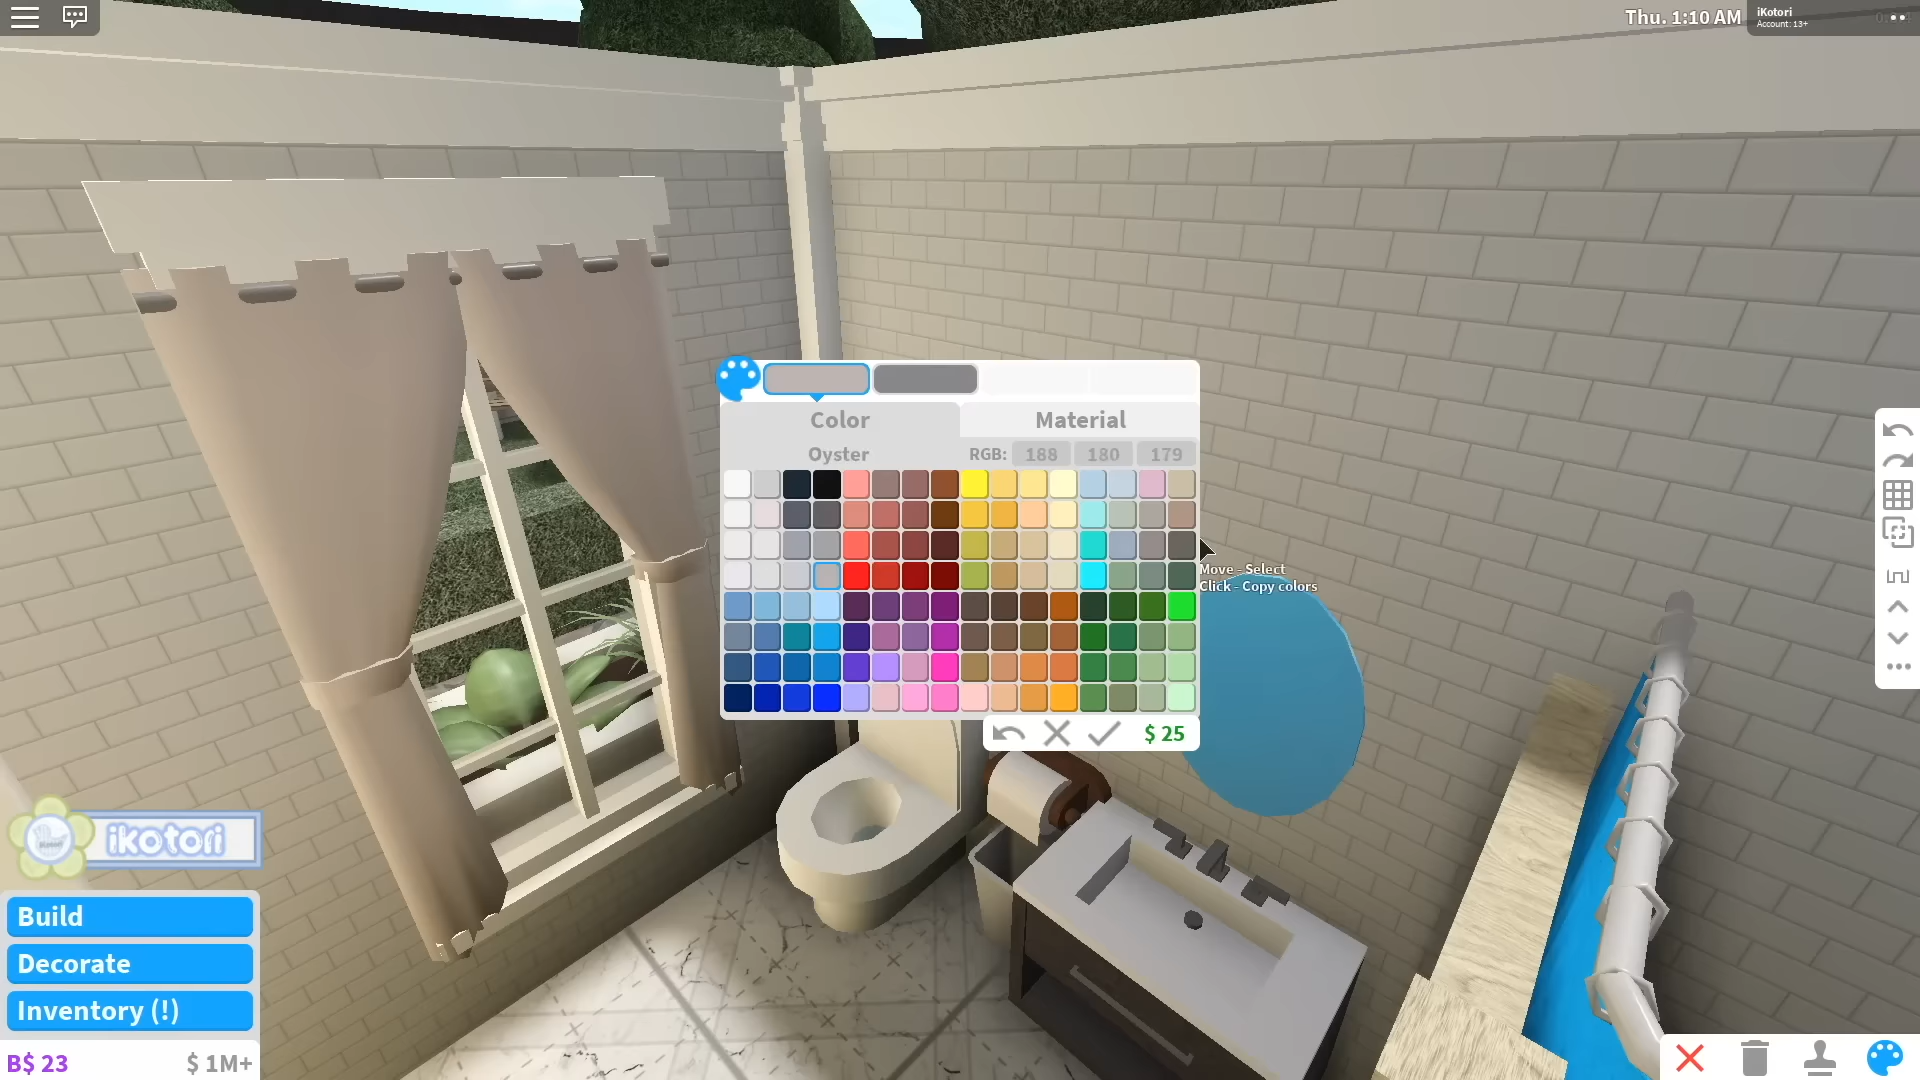 Thu. 1:10 AM
iKotori
Account: 13+
Color
Material
Oyster
RGB: 188 180 179
Move - Select
Click - Copy colors
$ 25
ikotori
Build
Decorate
Inventory (!)
B$ 23
$ 1M+